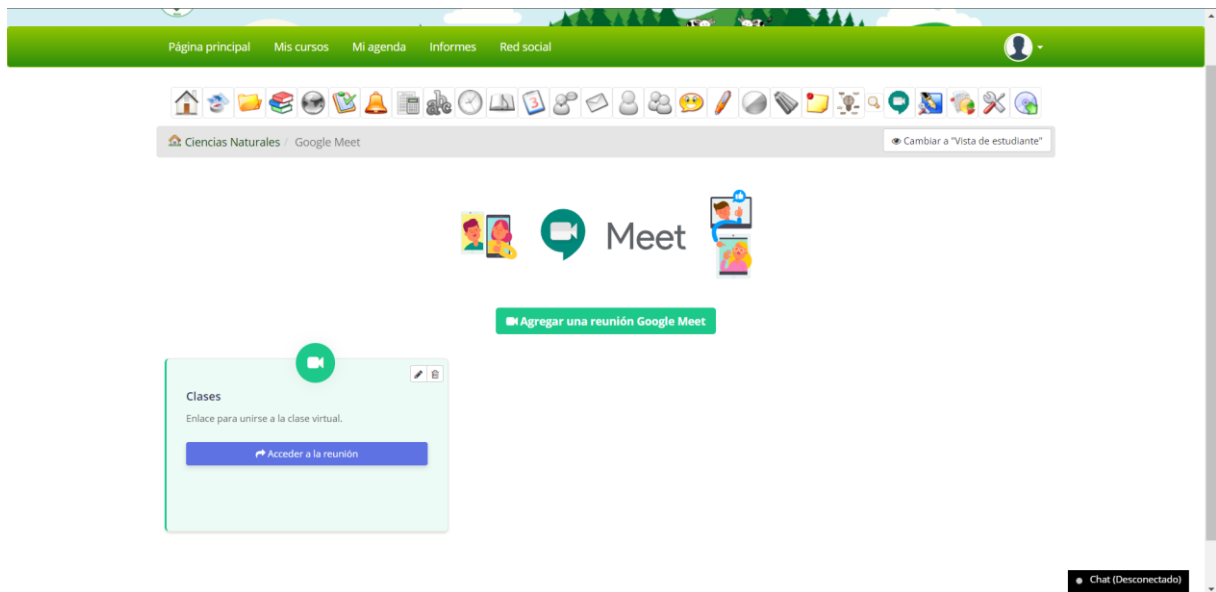 Página principal Mis cursos Mi agenda Informes Red social
Ciencias Naturales / Google Meet
Cambiar a "Vista de estudiante"
Meet
Agregar una reunión Google Meet
Clases
Enlace para unirse a la clase virtual.
Acceder a la reunión
Chat (Desconectado)